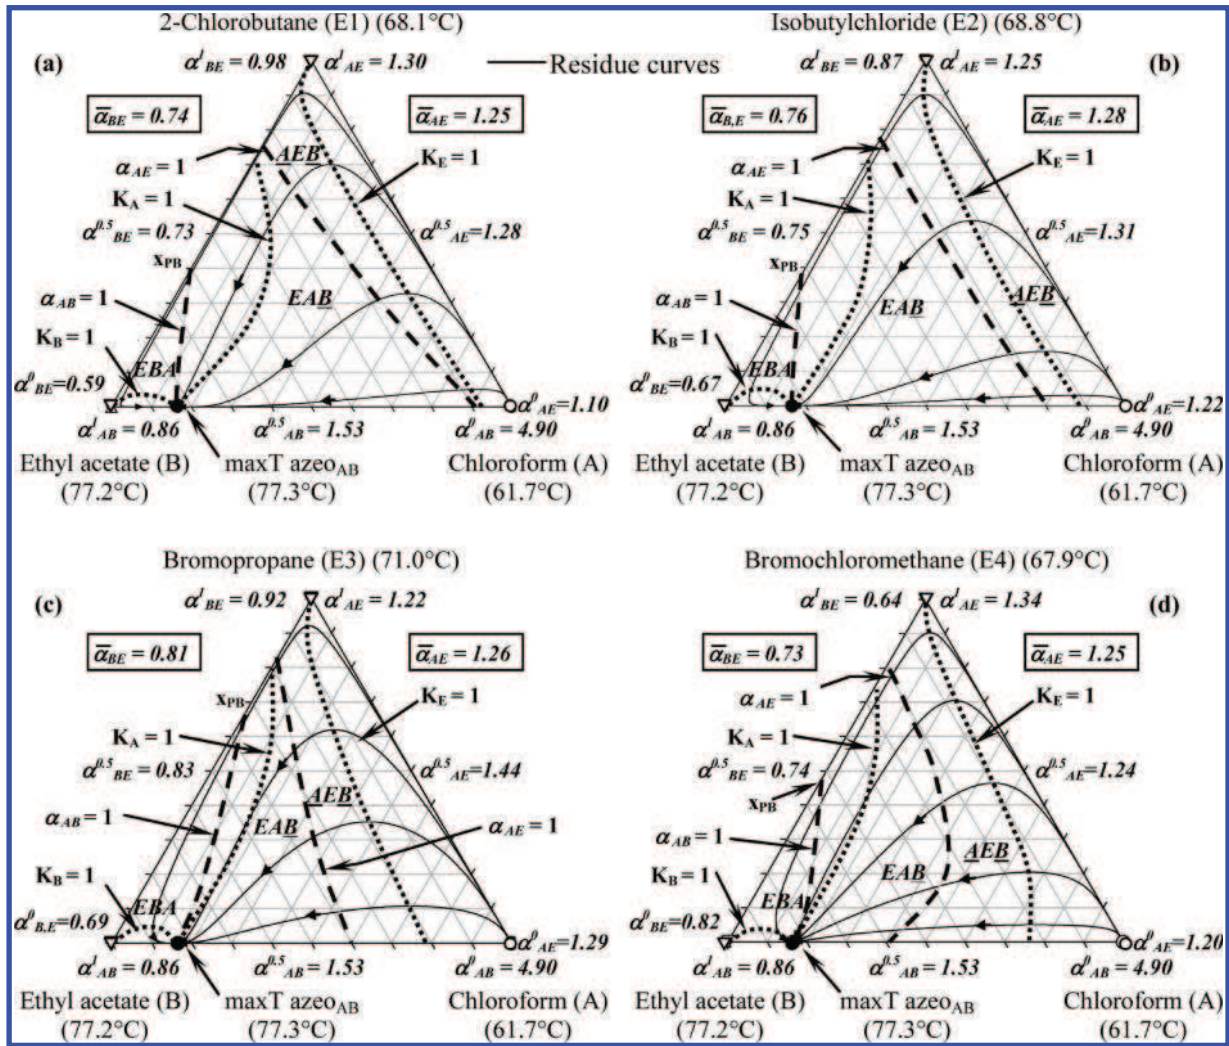 2-Chlorobutane (E1) (68.1°C)
(a)
α¹BE = 0.98
α¹AE = 1.30
Residue curves
ᾱBE = 0.74
ᾱAE = 1.25
αAE = 1
AEB
KE = 1
KA = 1
α⁰·⁵BE = 0.73
α⁰·⁵AE=1.28
xPB
αAB = 1
EAB
KB = 1
EBA
α⁰BE=0.59
α⁰AE=1.10
α¹AB = 0.86
α⁰·⁵AB = 1.53
α⁰AB = 4.90
Ethyl acetate (B)
maxT azeoAB
Chloroform (A)
(77.2°C)
(77.3°C)
(61.7°C)
Isobutylchloride (E2) (68.8°C)
α¹BE = 0.87
α¹AE = 1.25
(b)
ᾱB,E = 0.76
ᾱAE = 1.28
αAE = 1
KE = 1
KA = 1
α⁰·⁵BE = 0.75
α⁰·⁵AE=1.31
xPB
αAB = 1
EAB
AEB
KB = 1
EBA
α⁰BE=0.67
α⁰AE=1.22
α¹AB = 0.86
α⁰·⁵AB = 1.53
α⁰AB = 4.90
Ethyl acetate (B)
maxT azeoAB
Chloroform (A)
(77.2°C)
(77.3°C)
(61.7°C)
Bromopropane (E3) (71.0°C)
(c)
α¹BE = 0.92
α¹AE = 1.22
ᾱBE = 0.81
ᾱAE = 1.26
xPB
KE = 1
KA = 1
α⁰·⁵BE = 0.83
α⁰·⁵AE=1.44
αAB = 1
AEB
EAB
αAE = 1
KB = 1
EBA
α⁰B,E=0.69
α⁰AE=1.29
α¹AB = 0.86
α⁰·⁵AB = 1.53
α⁰AB = 4.90
Ethyl acetate (B)
maxT azeoAB
Chloroform (A)
(77.2°C)
(77.3°C)
(61.7°C)
Bromochloromethane (E4) (67.9°C)
α¹BE = 0.64
α¹AE = 1.34
(d)
ᾱBE = 0.73
ᾱAE = 1.25
αAE = 1
KE = 1
KA = 1
α⁰·⁵BE = 0.74
α⁰·⁵AE=1.24
xPB
αAB = 1
AEB
EAB
KB = 1
EBA
α⁰BE=0.82
α⁰AE=1.20
α¹AB = 0.86
α⁰·⁵AB = 1.53
α⁰AB = 4.90
Ethyl acetate (B)
maxT azeoAB
Chloroform (A)
(77.2°C)
(77.3°C)
(61.7°C)